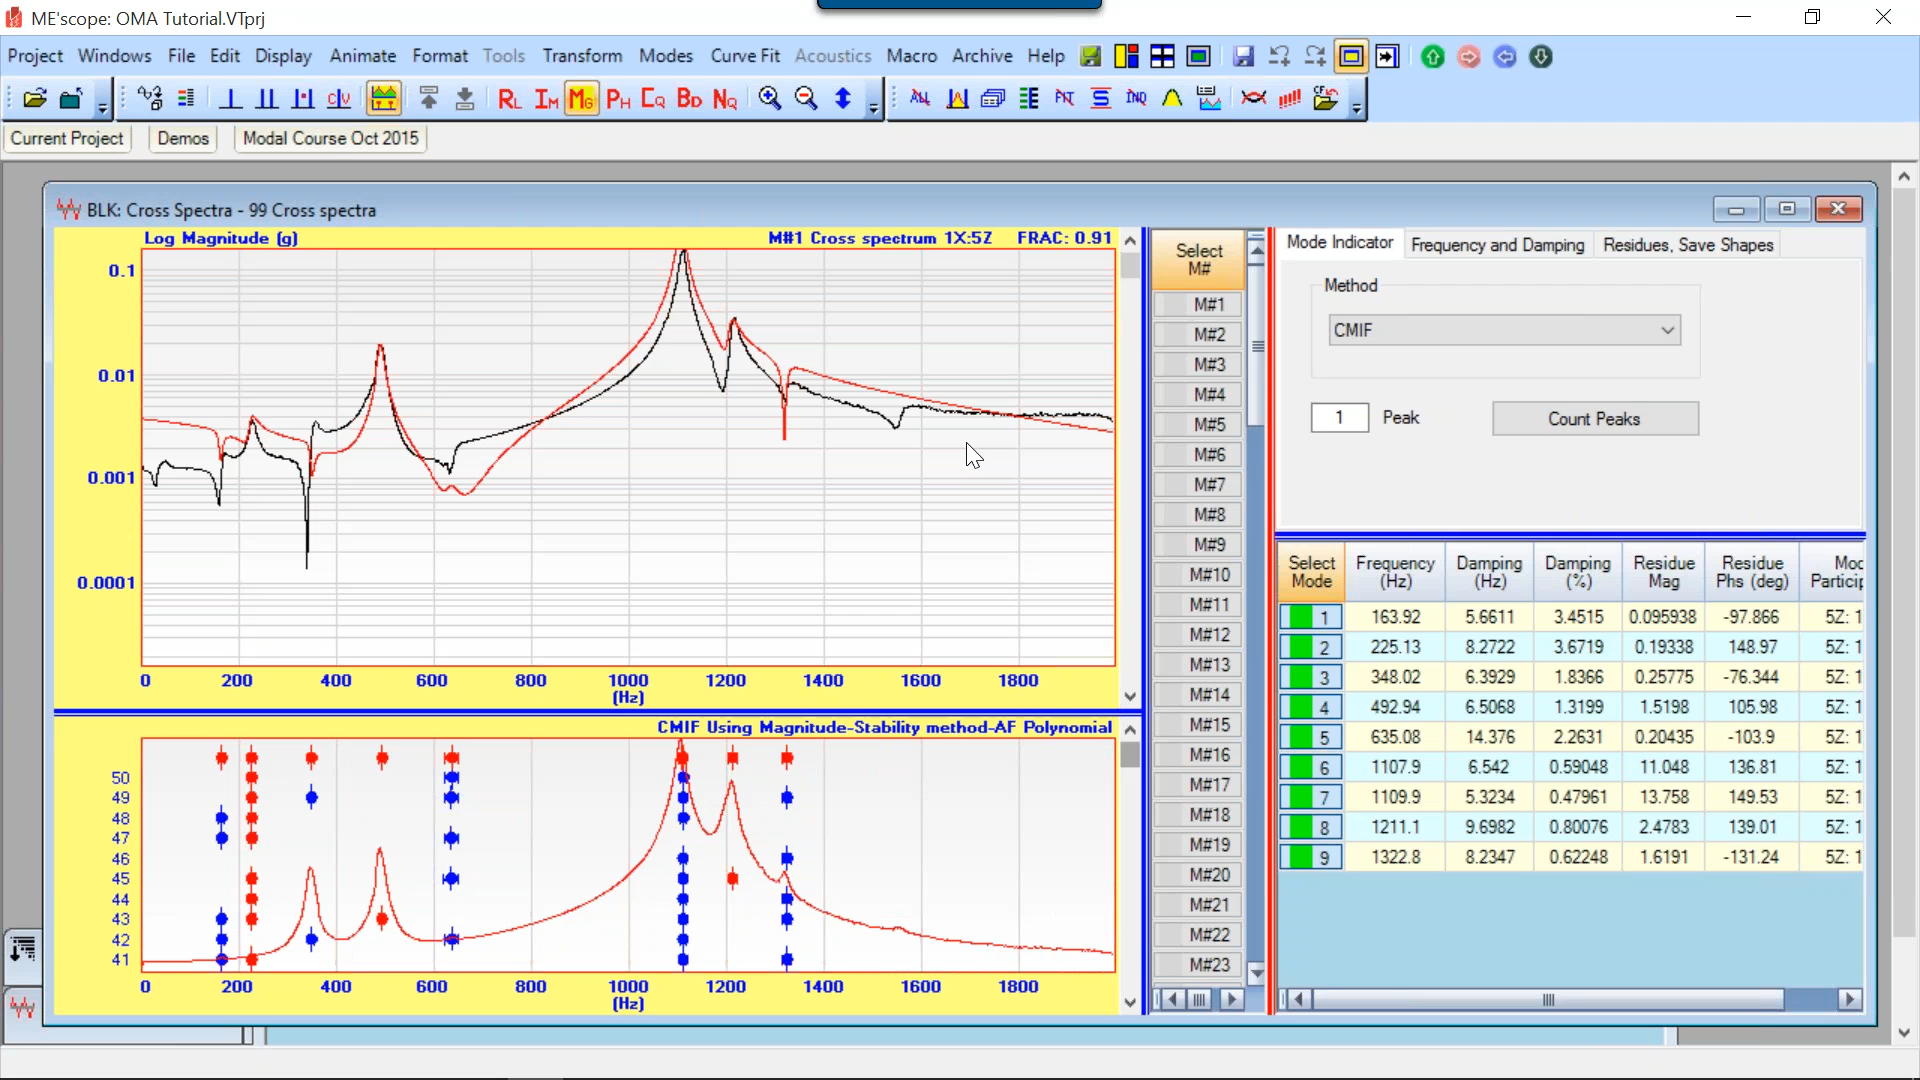 ME'scope: OMA Tutorial.VTprj
Project Windows File Edit Display Animate Format Tools Transform Modes Curve Fit Acoustics Macro Archive Help
RL IM MG PH CQ BD NQ
Current Project Demos Modal Course Oct 2015
BLK: Cross Spectra - 99 Cross spectra
Log Magnitude (g) M#1 Cross spectrum 1X:5Z FRAC: 0.91
0.1
0.01
0.001
0.0001
0 200 400 600 800 1000 1200 1400 1600 1800
(Hz)
CMIF Using Magnitude-Stability method-AF Polynomial
50
49
48
47
46
45
44
43
42
41
0 200 400 600 800 1000 1200 1400 1600 1800
(Hz)
Select
M#
M#1
M#2
M#3
M#4
M#5
M#6
M#7
M#8
M#9
M#10
M#11
M#12
M#13
M#14
M#15
M#16
M#17
M#18
M#19
M#20
M#21
M#22
M#23
Mode Indicator Frequency and Damping Residues, Save Shapes
Method
CMIF
1 Peak Count Peaks
Select Frequency Damping Damping Residue Residue Moc
Mode (Hz) (Hz) (%) Mag Phs (deg) Particip
1 163.92 5.6611 3.4515 0.095938 -97.866 5Z: 1
2 225.13 8.2722 3.6719 0.19338 148.97 5Z: 1
3 348.02 6.3929 1.8366 0.25775 -76.344 5Z: 1
4 492.94 6.5068 1.3199 1.5198 105.98 5Z: 1
5 635.08 14.376 2.2631 0.20435 -103.9 5Z: 1
6 1107.9 6.542 0.59048 11.048 136.81 5Z: 1
7 1109.9 5.3234 0.47961 13.758 149.53 5Z: 1
8 1211.1 9.6982 0.80076 2.4783 139.01 5Z: 1
9 1322.8 8.2347 0.62248 1.6191 -131.24 5Z: 1